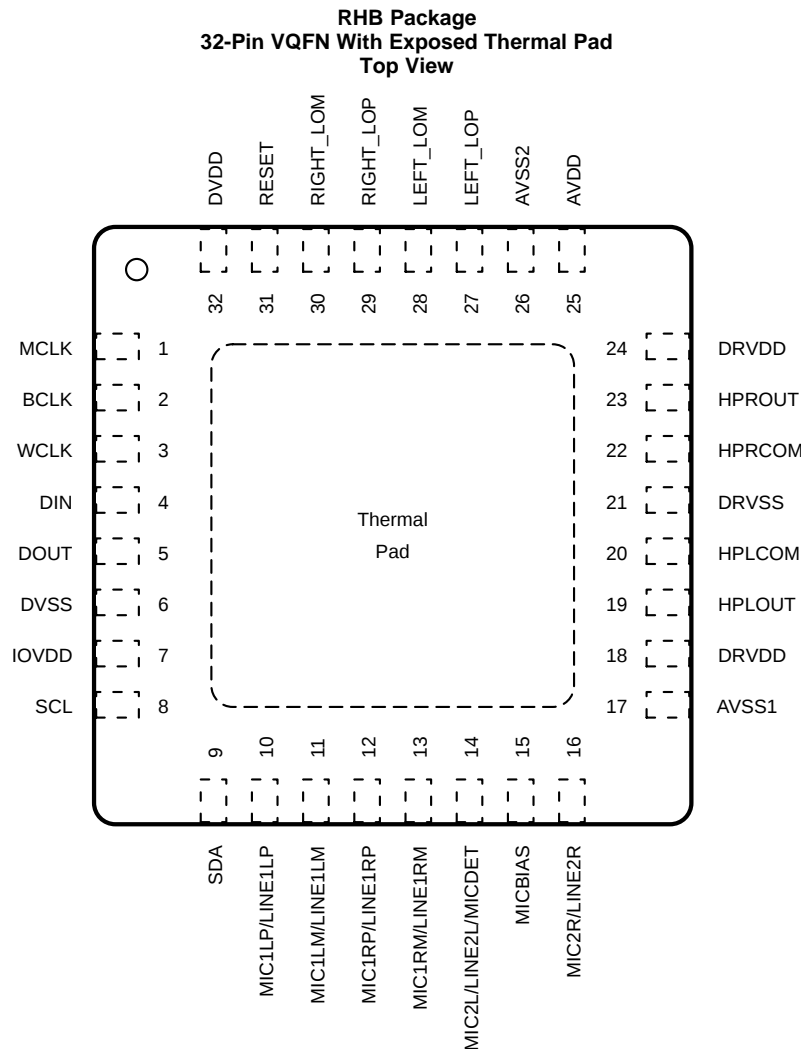 RHB Package
32-Pin VQFN With Exposed Thermal Pad
Top View
DVDD
RESET
RIGHT_LOM
RIGHT_LOP
LEFT_LOM
LEFT_LOP
AVSS2
AVDD
32
31
30
29
28
27
26
25
MCLK 1
BCLK 2
WCLK 3
DIN 4
DOUT 5
DVSS 6
IOVDD 7
SCL 8
Thermal
Pad
24 DRVDD
23 HPROUT
22 HPRCOM
21 DRVSS
20 HPLCOM
19 HPLOUT
18 DRVDD
17 AVSS1
9
10
11
12
13
14
15
16
SDA
MIC1LP/LINE1LP
MIC1LM/LINE1LM
MIC1RP/LINE1RP
MIC1RM/LINE1RM
MIC2L/LINE2L/MICDET
MICBIAS
MIC2R/LINE2R